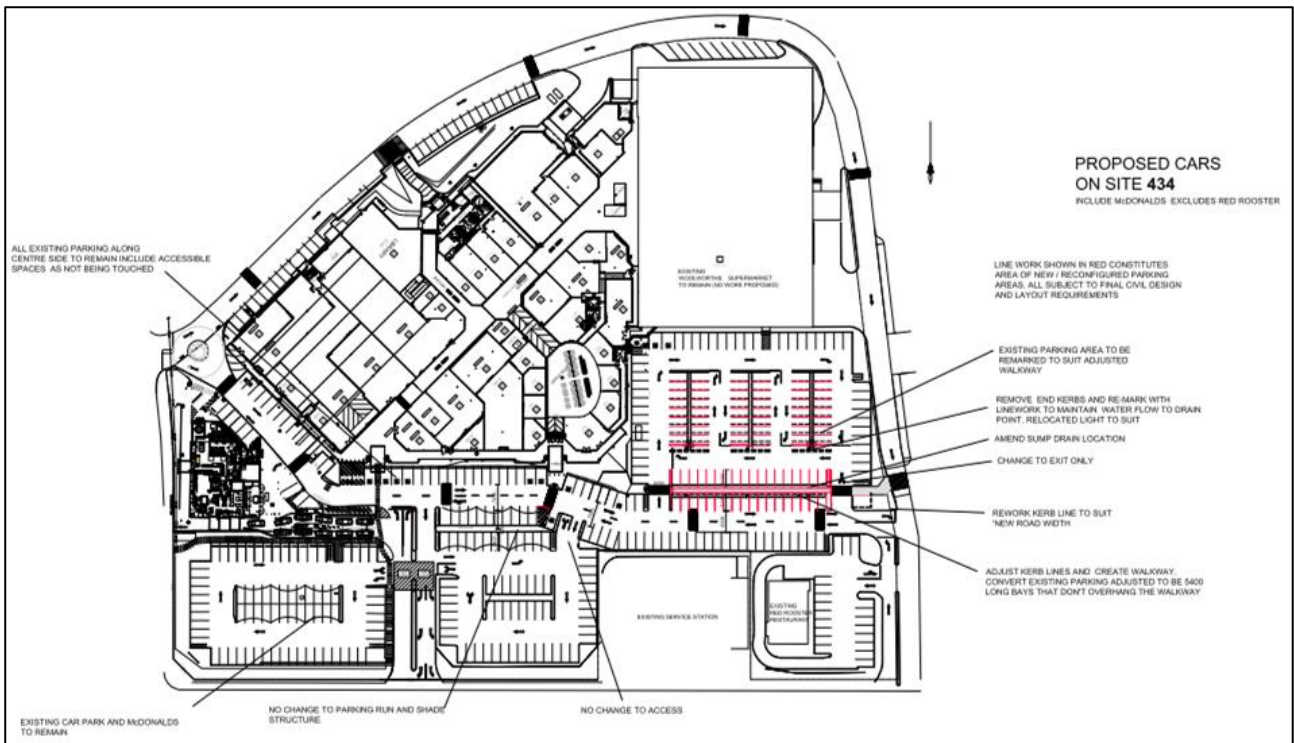 PROPOSED CARS
ON SITE 434
INCLUDE McDONALDS EXCLUDES RED ROOSTER
LINE WORK SHOWN IN RED CONSTITUTES
AREA OF NEW / RECONFIGURED PARKING
AREAS. ALL SUBJECT TO FINAL CIVIL DESIGN
AND LAYOUT REQUIREMENTS
ALL EXISTING PARKING ALONG
CENTRE SIDE TO REMAIN INCLUDE ACCESSIBLE
SPACES AS NOT BEING TOUCHED
EXISTING
WOOLWORTHS SUPERMARKET
TO REMAIN (NO WORK PROPOSED)
EXISTING PARKING AREA TO BE
REMARKED TO SUIT ADJUSTED
WALKWAY
REMOVE END KERBS AND RE-MARK WITH
LINEWORK TO MAINTAIN WATER FLOW TO DRAIN
POINT. RELOCATED LIGHT TO SUIT
AMEND SUMP DRAIN LOCATION
CHANGE TO EXIT ONLY
REWORK KERB LINE TO SUIT
'NEW ROAD WIDTH
ADJUST KERB LINES AND CREATE WALKWAY.
CONVERT EXISTING PARKING ADJUSTED TO BE 5400
LONG BAYS THAT DON'T OVERHANG THE WALKWAY
EXISTING SERVICE STATION
EXISTING
RED ROOSTER
RESTAURANT
NO CHANGE TO PARKING RUN AND SHADE
STRUCTURE
NO CHANGE TO ACCESS
EXISTING CAR PARK AND McDONALDS
TO REMAIN